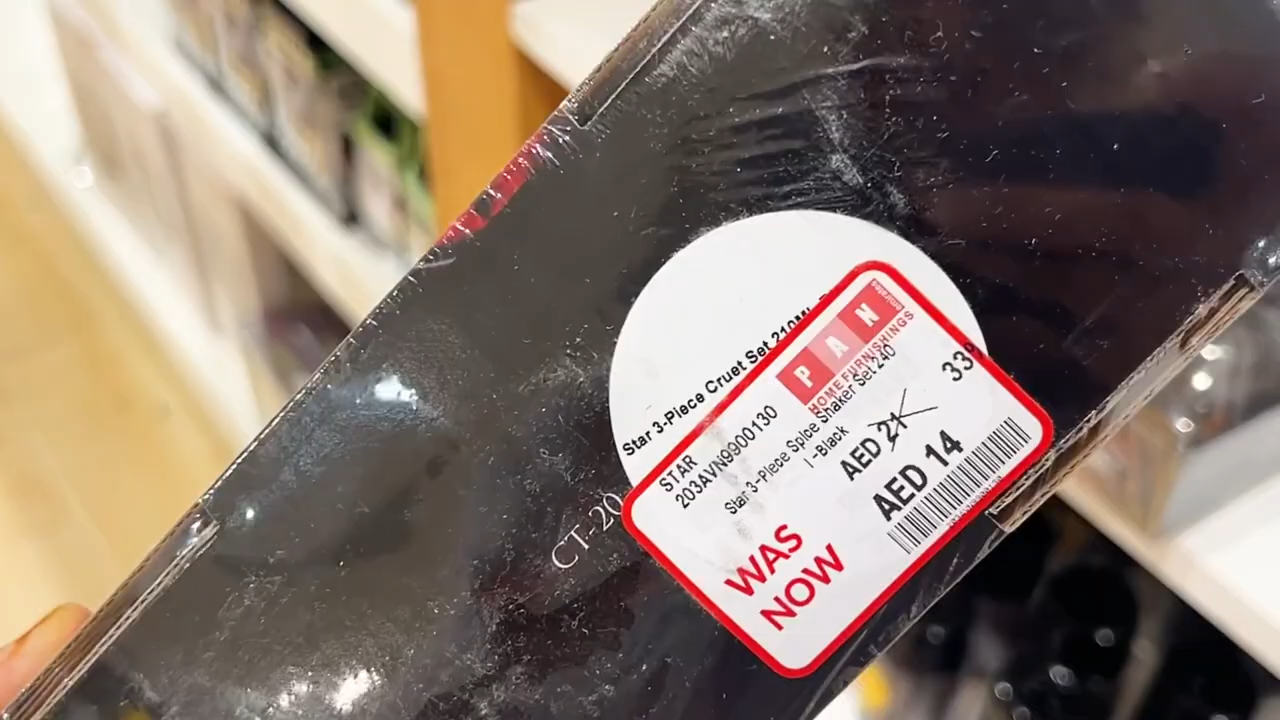 Star 3-Piece Cruet Set 210Ml
PAN
emirates
HOME FURNISHINGS
STAR
203AVN9900130
33%
Star 3-Piece Spice Shaker Set 240
l -Black
AED 21
AED 14
WAS
NOW
CT-20